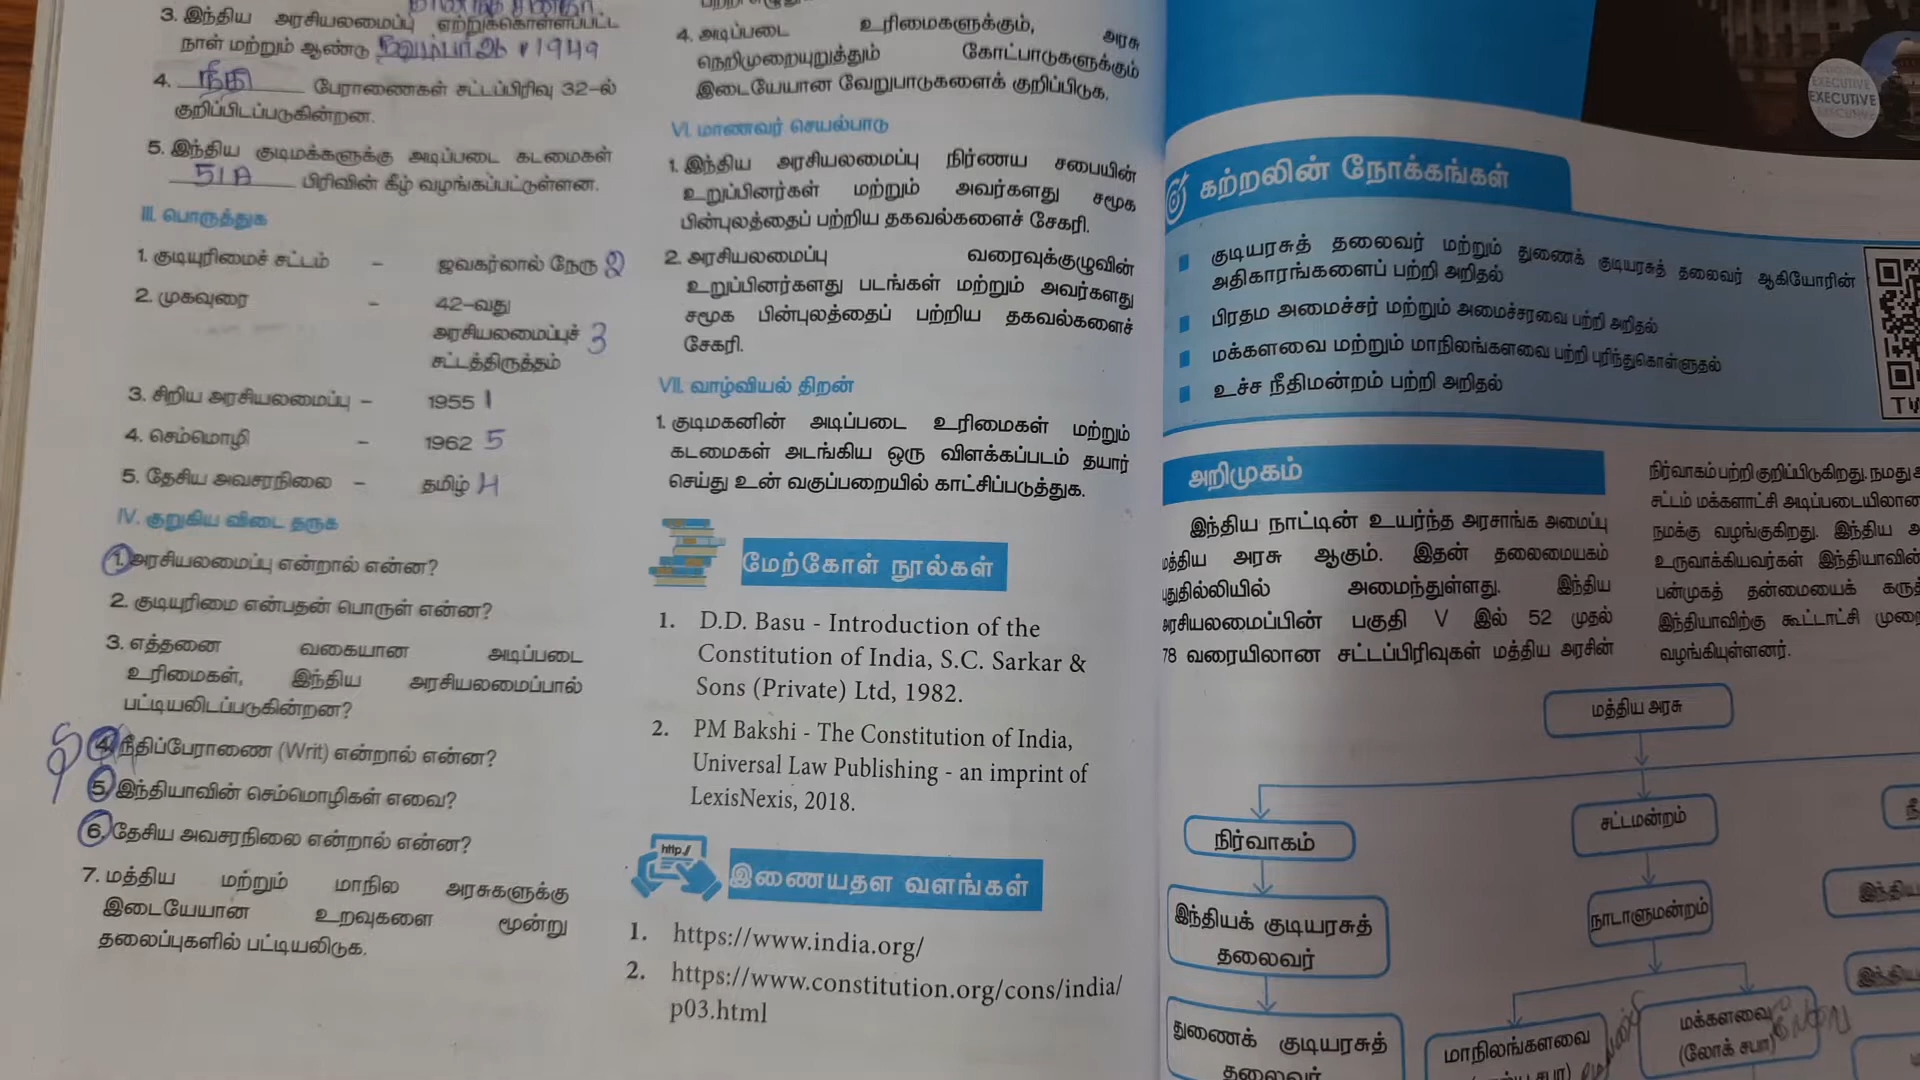 3. இந்திய அரசியலமைப்பு ஏற்றுக்கொள்ளப்பட்ட
நாள் மற்றும் ஆண்டு நவம்பர் 26, 1949
4. நீதி பேராணைகள் சட்டப்பிரிவு 32-ல்
குறிப்பிடப்படுகின்றன.
5. இந்திய குடிமக்களுக்கு அடிப்படை கடமைகள்
51A பிரிவின் கீழ் வழங்கப்பட்டுள்ளன.
III. பொருத்துக
1. குடியுரிமைச் சட்டம் - ஜவகர்லால் நேரு 2
2. முகவுரை - 42-வது
அரசியலமைப்புச் 3
சட்டத்திருத்தம்
3. சிறிய அரசியலமைப்பு - 1955 1
4. செம்மொழி - 1962 5
5. தேசிய அவசரநிலை - தமிழ் 4
IV. குறுகிய விடை தருக
1. அரசியலமைப்பு என்றால் என்ன?
2. குடியுரிமை என்பதன் பொருள் என்ன?
3. எத்தனை வகையான அடிப்படை
உரிமைகள், இந்திய அரசியலமைப்பால்
பட்டியலிடப்படுகின்றன?
4. நீதிப்பேராணை (Writ) என்றால் என்ன?
5. இந்தியாவின் செம்மொழிகள் எவை?
6. தேசிய அவசரநிலை என்றால் என்ன?
7. மத்திய மற்றும் மாநில அரசுகளுக்கு
இடையேயான உறவுகளை மூன்று
தலைப்புகளில் பட்டியலிடுக.
4. அடிப்படை உரிமைகளுக்கும், அரசு
நெறிமுறையுறுத்தும் கோட்பாடுகளுக்கும்
இடையேயான வேறுபாடுகளைக் குறிப்பிடுக.
VI. மாணவர் செயல்பாடு
1. இந்திய அரசியலமைப்பு நிர்ணய சபையின்
உறுப்பினர்கள் மற்றும் அவர்களது சமூக
பின்புலத்தைப் பற்றிய தகவல்களைச் சேகரி.
2. அரசியலமைப்பு வரைவுக்குழுவின்
உறுப்பினர்களது படங்கள் மற்றும் அவர்களது
சமூக பின்புலத்தைப் பற்றிய தகவல்களைச்
சேகரி.
VII. வாழ்வியல் திறன்
1. குடிமகனின் அடிப்படை உரிமைகள் மற்றும்
கடமைகள் அடங்கிய ஒரு விளக்கப்படம் தயார்
செய்து உன் வகுப்பறையில் காட்சிப்படுத்துக.
மேற்கோள் நூல்கள்
1. D.D. Basu - Introduction of the
Constitution of India, S.C. Sarkar &
Sons (Private) Ltd, 1982.
2. PM Bakshi - The Constitution of India,
Universal Law Publishing - an imprint of
LexisNexis, 2018.
http://
இணையதள வளங்கள்
1. https://www.india.org/
2. https://www.constitution.org/cons/india/
p03.html
EXECUTIVE
EXECUTIVE
கற்றலின் நோக்கங்கள்
குடியரசுத் தலைவர் மற்றும் துணைக் குடியரசுத் தலைவர் ஆகியோரின்
அதிகாரங்களைப் பற்றி அறிதல்
பிரதம அமைச்சர் மற்றும் அமைச்சரவை பற்றி அறிதல்
மக்களவை மற்றும் மாநிலங்களவை பற்றி புரிந்துகொள்ளுதல்
உச்ச நீதிமன்றம் பற்றி அறிதல்
அறிமுகம்
இந்திய நாட்டின் உயர்ந்த அரசாங்க அமைப்பு
மத்திய அரசு ஆகும். இதன் தலைமையகம்
புதுதில்லியில் அமைந்துள்ளது. இந்திய
அரசியலமைப்பின் பகுதி V இல் 52 முதல்
78 வரையிலான சட்டப்பிரிவுகள் மத்திய அரசின்
நிர்வாகம் பற்றி குறிப்பிடுகிறது. நமது
சட்டம் மக்களாட்சி அடிப்படையிலான
நமக்கு வழங்குகிறது. இந்திய
உருவாக்கியவர்கள் இந்தியாவின்
பன்முகத் தன்மையைக்
இந்தியாவிற்கு கூட்டாட்சி
வழங்கியுள்ளனர்.
மத்திய அரசு
நிர்வாகம்
சட்டமன்றம்
இந்தியக் குடியரசுத்
தலைவர்
நாடாளுமன்றம்
துணைக் குடியரசுத்
தலைவர்
மாநிலங்களவை
மக்களவை
(லோக் சபா)